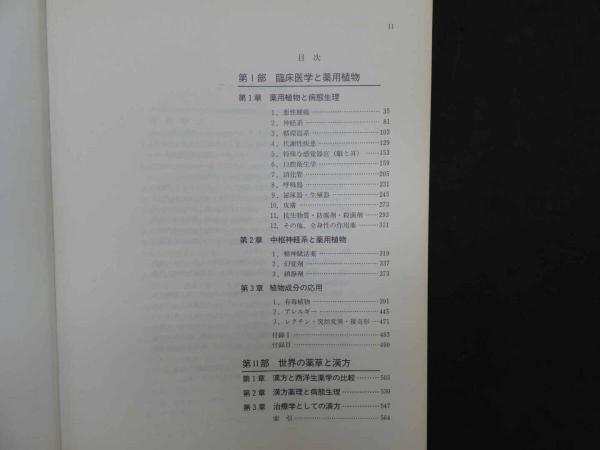 11
目次
第Ⅰ部 臨床医学と薬用植物
第1章 薬用植物と病態生理
1. 悪性腫瘍 35
2. 神経系 81
3. 循環器系 103
4. 代謝性疾患 129
5. 特殊な感覚器官(眼と耳) 153
6. 口腔衛生学 159
7. 消化管 205
8. 呼吸器 231
9. 泌尿器・生殖器 245
10. 皮膚 273
11. 抗生物質・防腐剤・殺菌剤 293
12. その他,全身性の作用薬 321
第2章 中枢神経系と薬用植物
1. 精神賦活薬 319
2. 幻覚剤 337
3. 鎮静剤 373
第3章 植物成分の応用
1. 有毒植物 391
2. アレルギー 445
3. レクチン・突然変異・催奇形 471
付録Ⅰ 483
付録Ⅱ 490
第Ⅱ部 世界の薬草と漢方
第1章 漢方と西洋生薬学の比較 503
第2章 漢方薬理と病態生理 530
第3章 治療学としての漢方 547
索引 564